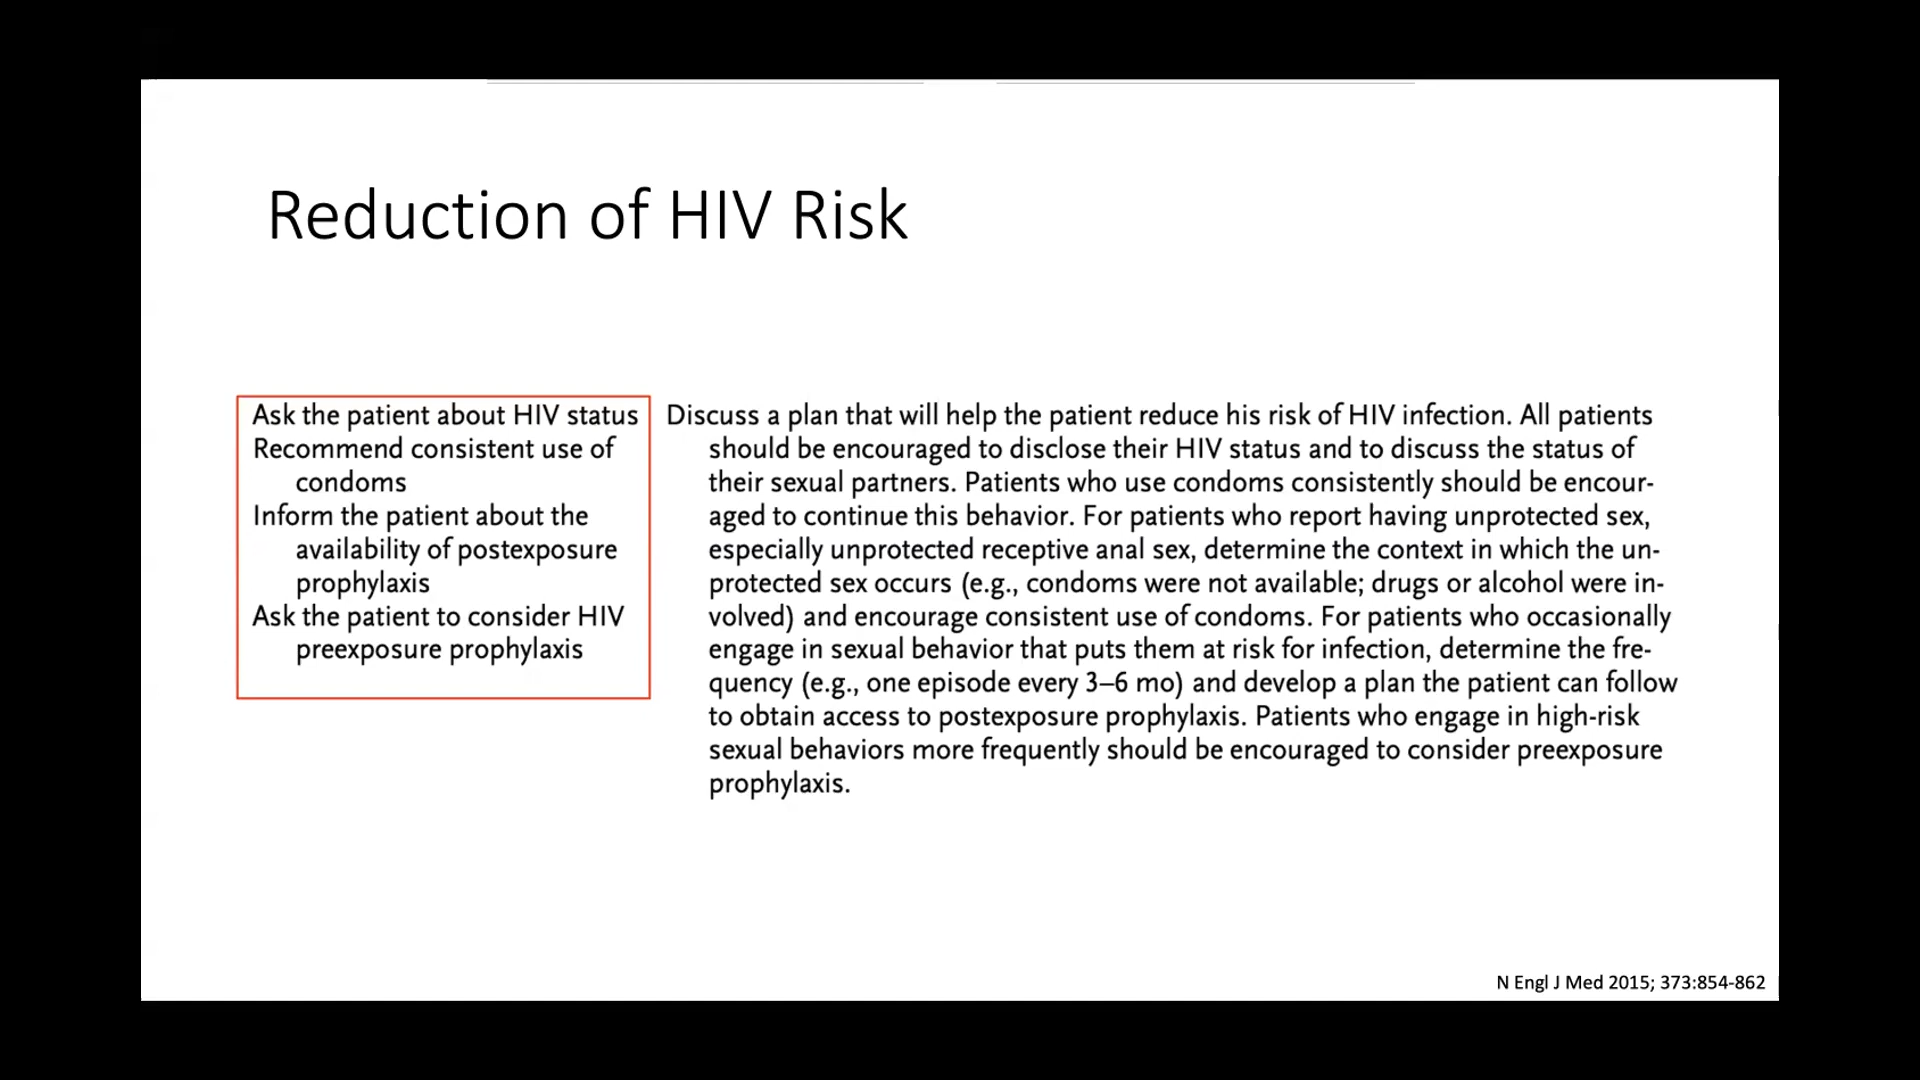 Reduction of HIV Risk
Ask the patient about HIV status
Recommend consistent use of
condoms
Inform the patient about the
availability of postexposure
prophylaxis
Ask the patient to consider HIV
preexposure prophylaxis
Discuss a plan that will help the patient reduce his risk of HIV infection. All patients
should be encouraged to disclose their HIV status and to discuss the status of
their sexual partners. Patients who use condoms consistently should be encour-
aged to continue this behavior. For patients who report having unprotected sex,
especially unprotected receptive anal sex, determine the context in which the un-
protected sex occurs (e.g., condoms were not available; drugs or alcohol were in-
volved) and encourage consistent use of condoms. For patients who occasionally
engage in sexual behavior that puts them at risk for infection, determine the fre-
quency (e.g., one episode every 3–6 mo) and develop a plan the patient can follow
to obtain access to postexposure prophylaxis. Patients who engage in high-risk
sexual behaviors more frequently should be encouraged to consider preexposure
prophylaxis.
N Engl J Med 2015; 373:854-862